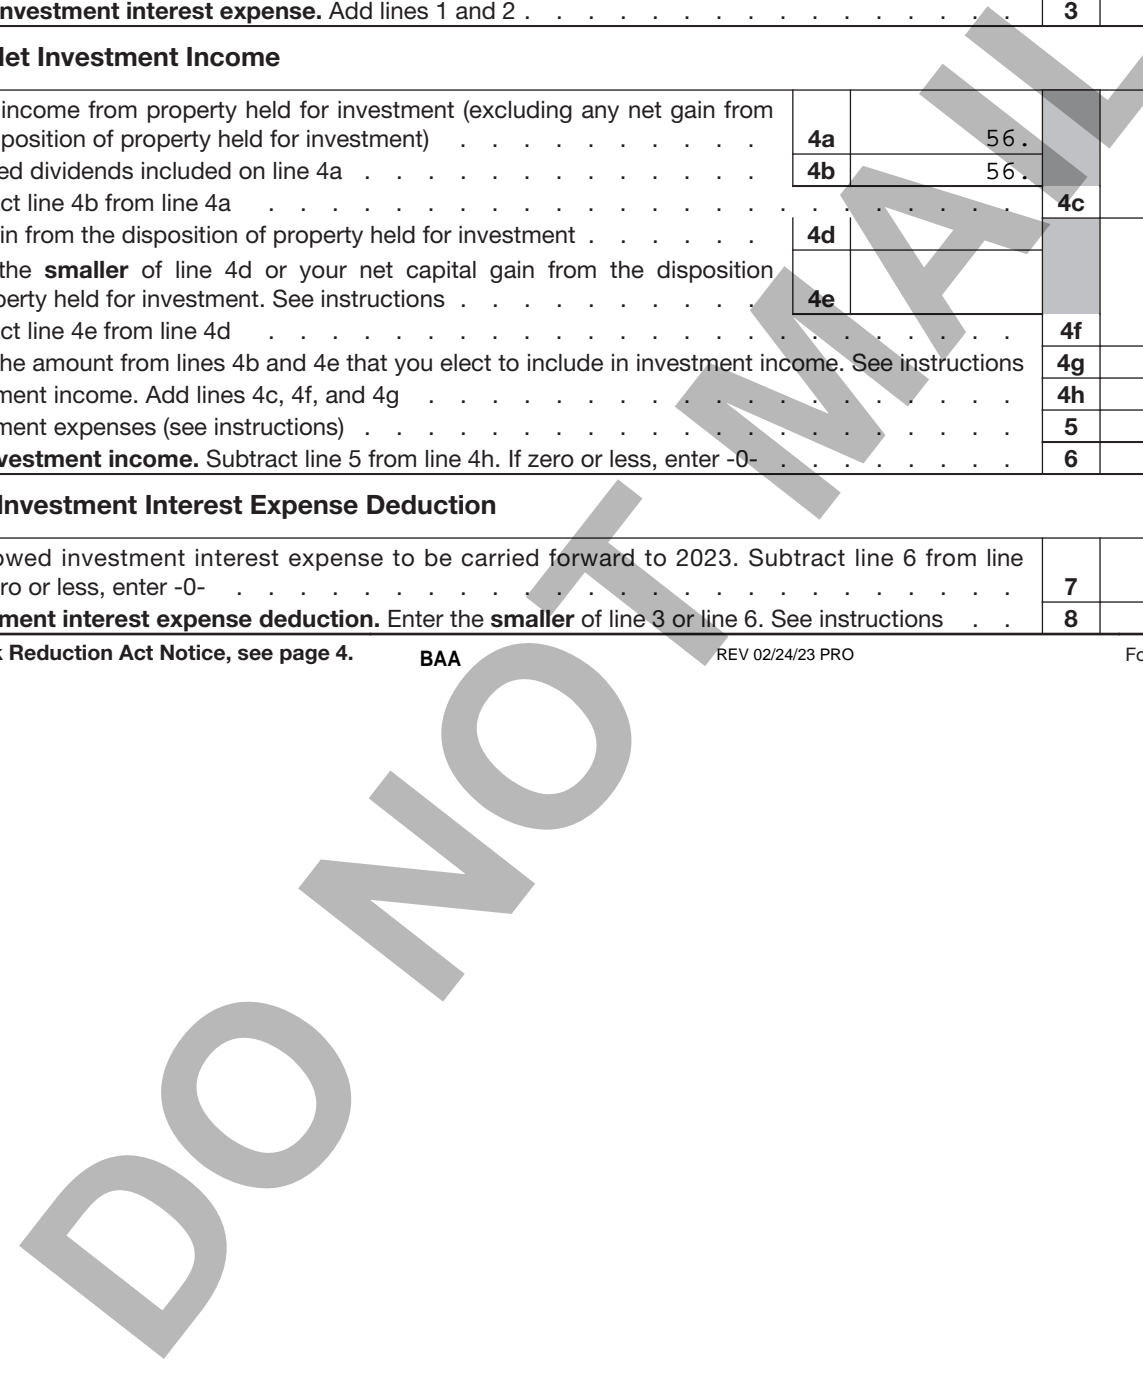 nvestment interest expense. Add lines 1 and 2 . . . . . . . . . . . . . . . . 3
et Investment Income
income from property held for investment (excluding any net gain from
position of property held for investment) . . . . . . . . . . 4a 56.
ed dividends included on line 4a . . . . . . . . . . . . . 4b 56.
ct line 4b from line 4a . . . . . . . . . . . . . . . . . . . . . . . . 4c
in from the disposition of property held for investment . . . . . . 4d
the smaller of line 4d or your net capital gain from the disposition
perty held for investment. See instructions . . . . . . . . . . 4e
ct line 4e from line 4d . . . . . . . . . . . . . . . . . . . . . . . . 4f
he amount from lines 4b and 4e that you elect to include in investment income. See instructions 4g
ment income. Add lines 4c, 4f, and 4g . . . . . . . . . . . . . . . . . . . 4h
ment expenses (see instructions) . . . . . . . . . . . . . . . . . . . . . 5
vestment income. Subtract line 5 from line 4h. If zero or less, enter -0- . . . . . . . . 6
Investment Interest Expense Deduction
owed investment interest expense to be carried forward to 2023. Subtract line 6 from line
ro or less, enter -0- . . . . . . . . . . . . . . . . . . . . . . . . . 7
ment interest expense deduction. Enter the smaller of line 3 or line 6. See instructions . . 8
k Reduction Act Notice, see page 4. BAA REV 02/24/23 PRO Fo
DO NOT MAIL